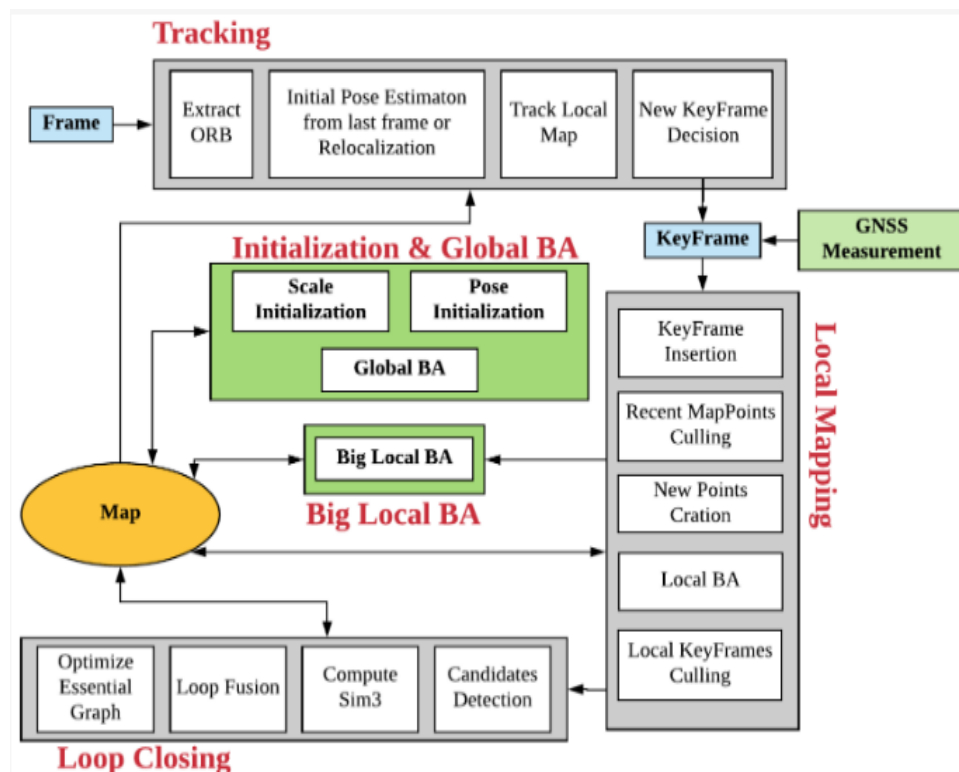 Tracking
Frame
Extract
ORB
Initial Pose Estimaton
from last frame or
Relocalization
Track Local
Map
New KeyFrame
Decision
KeyFrame
GNSS
Measurement
Initialization & Global BA
Scale
Initialization
Pose
Initialization
Global BA
Local Mapping
KeyFrame
Insertion
Recent MapPoints
Culling
New Points
Cration
Local BA
Local KeyFrames
Culling
Big Local BA
Big Local BA
Map
Optimize
Essential
Graph
Loop Fusion
Compute
Sim3
Candidates
Detection
Loop Closing